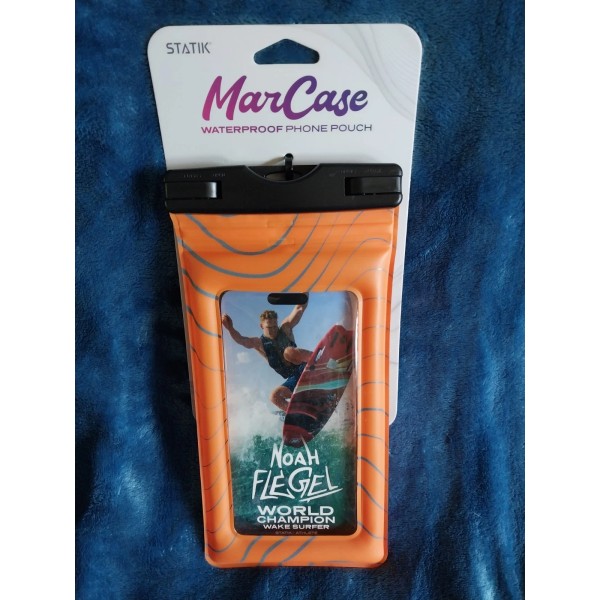 STATIK
MarCase
WATERPROOF PHONE POUCH
NOAH
FLEGEL
WORLD
CHAMPION
WAKE SURFER